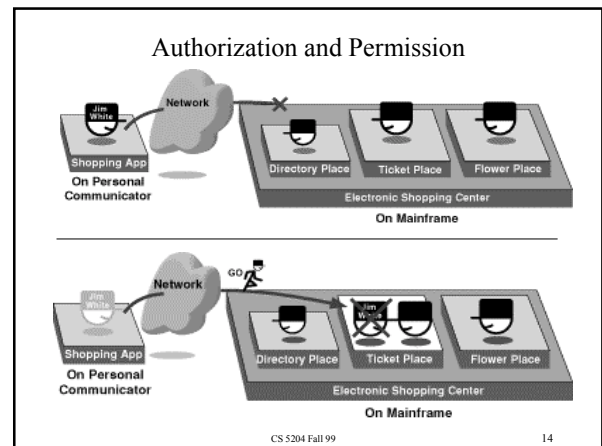 Authorization and Permission
Jim
White
Network
Shopping App
On Personal
Communicator
Directory Place
Ticket Place
Flower Place
Electronic Shopping Center
On Mainframe
GO
Network
Jim
White
Jim
White
Shopping App
On Personal
Communicator
Directory Place
Ticket Place
Flower Place
Electronic Shopping Center
On Mainframe
CS 5204 Fall 99
14